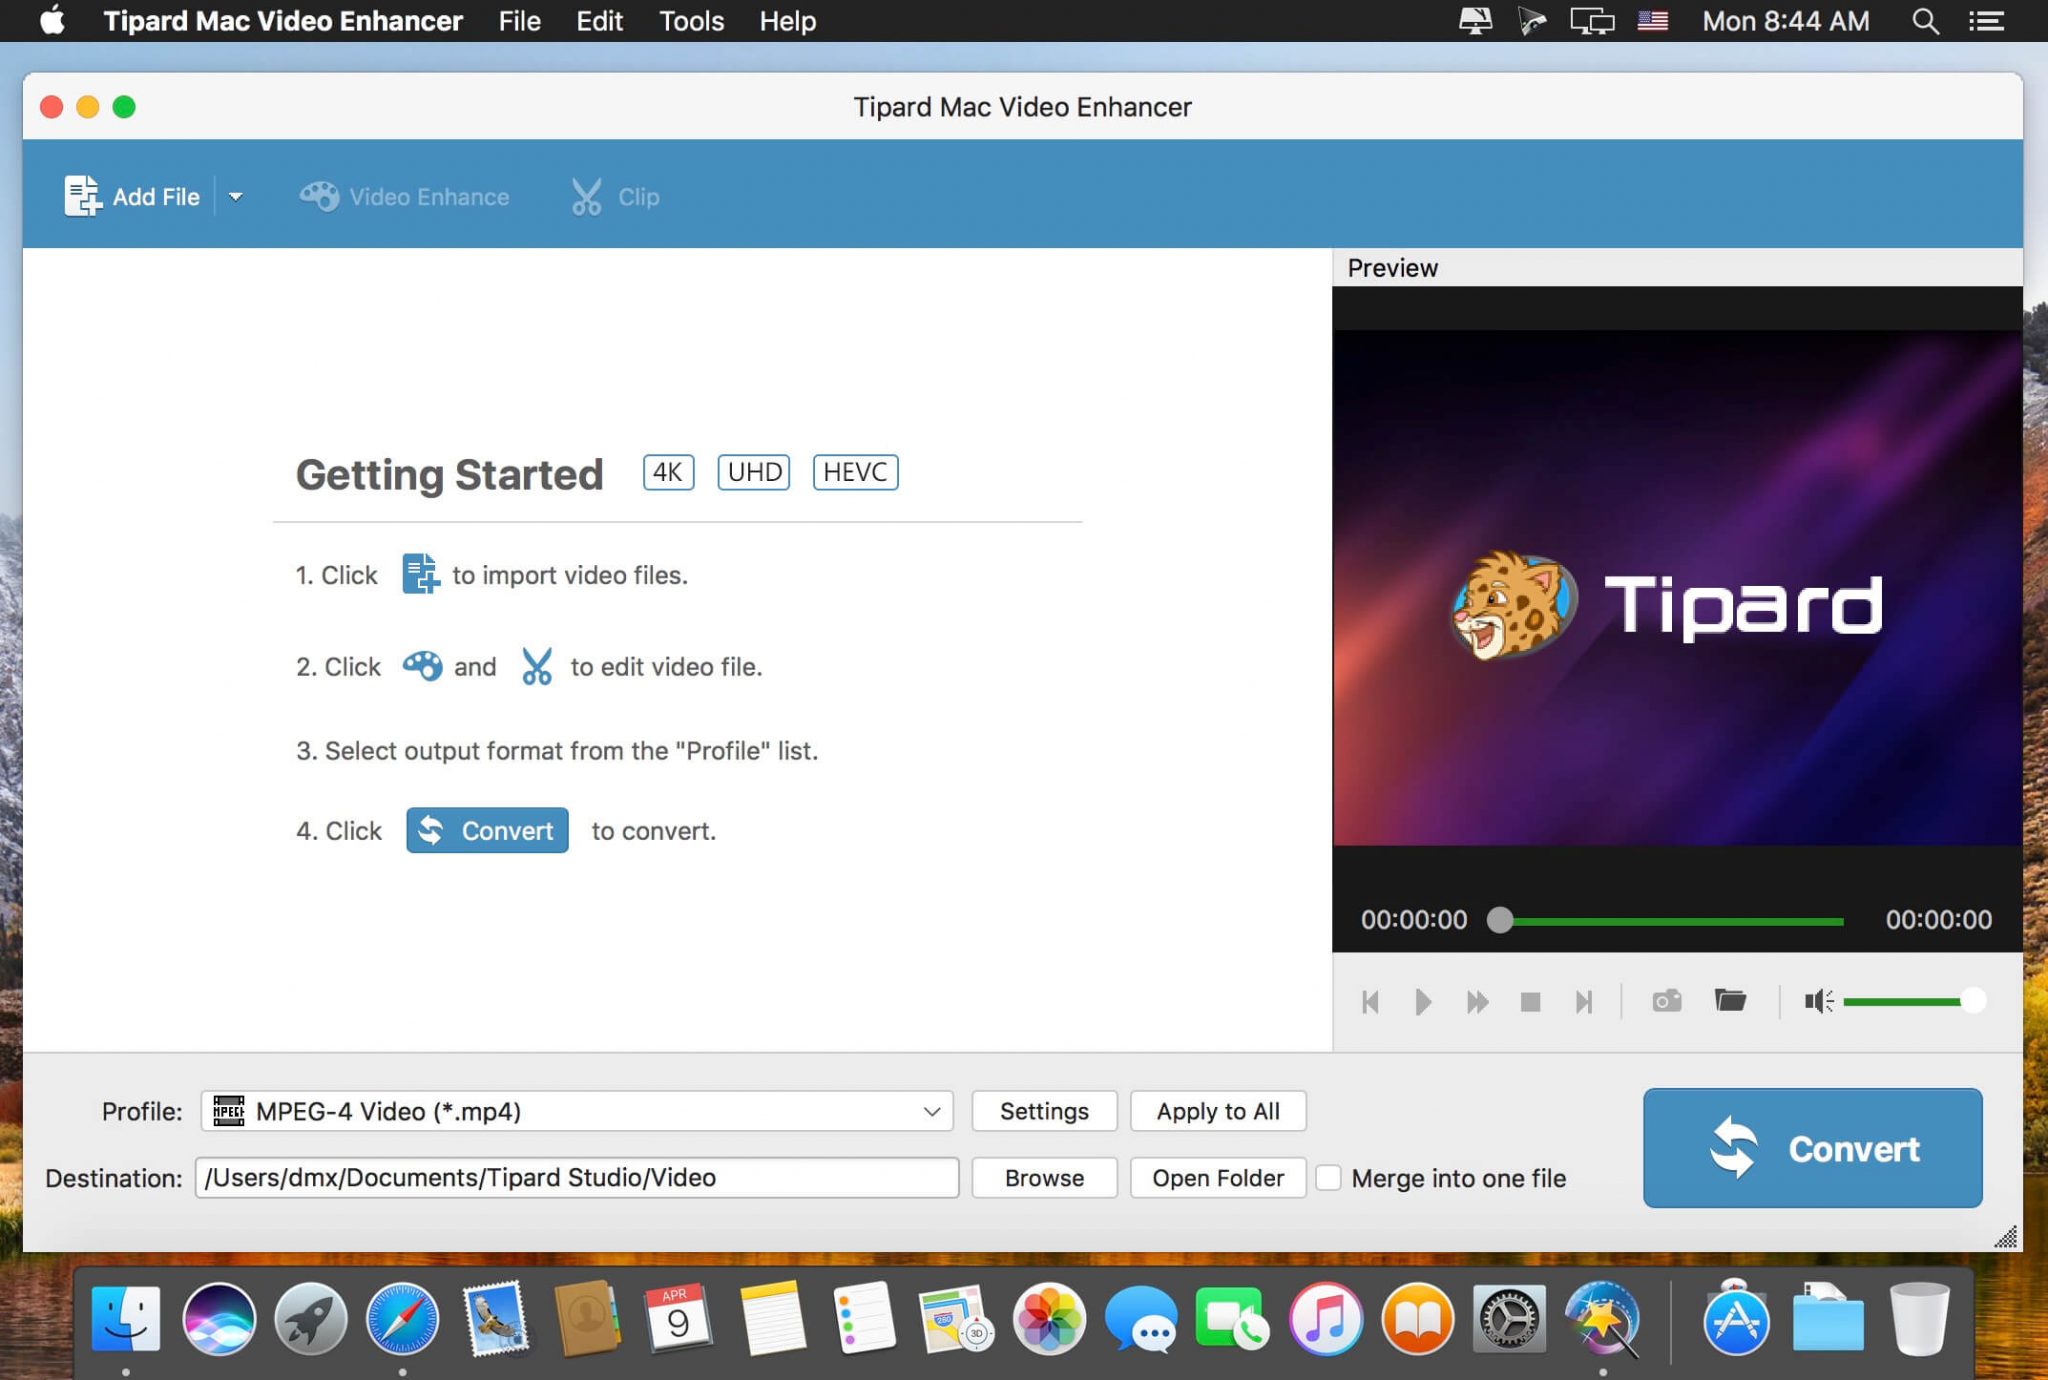 Tipard Mac Video Enhancer File Edit Tools Help Mon 8:44 AM
Tipard Mac Video Enhancer
Add File Video Enhance Clip
Preview
Getting Started 4K UHD HEVC
1. Click to import video files.
2. Click and to edit video file.
3. Select output format from the "Profile" list.
4. Click Convert to convert.
Tipard
00:00:00 00:00:00
Profile: MPEG MPEG-4 Video (*.mp4) Settings Apply to All
Destination: /Users/dmx/Documents/Tipard Studio/Video Browse Open Folder Merge into one file
Convert
APR
9
280
3D